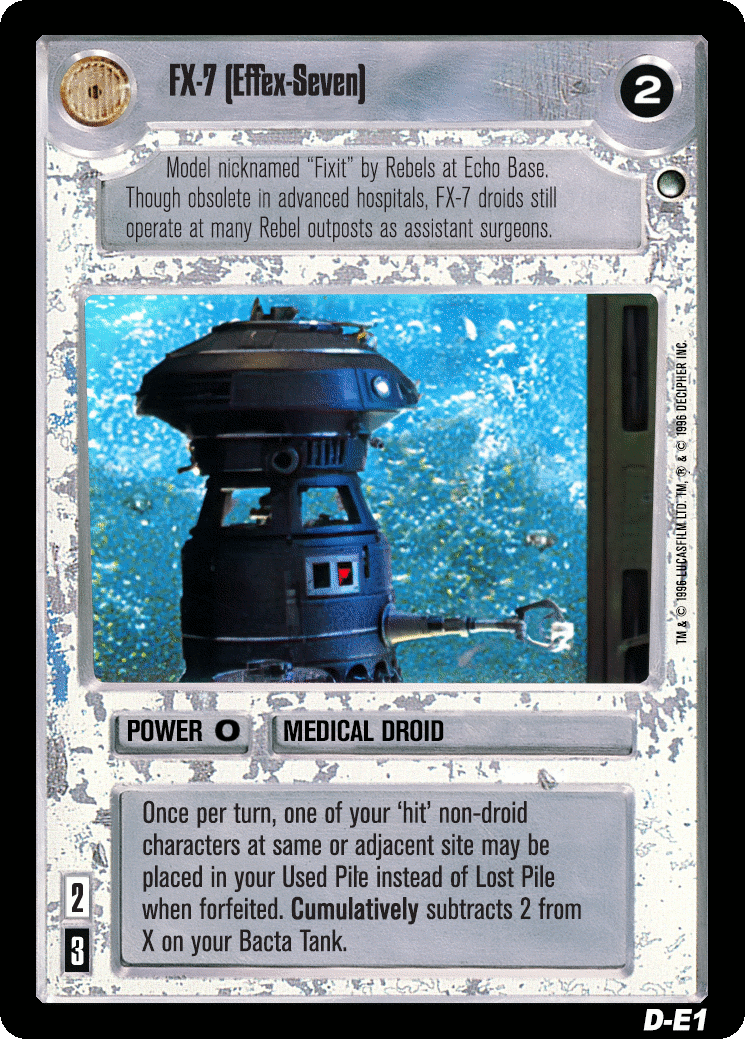 FX-7 (Effex-Seven)
2
Model nicknamed “Fixit” by Rebels at Echo Base.
Though obsolete in advanced hospitals, FX-7 droids still
operate at many Rebel outposts as assistant surgeons.
TM & © 1996 LUCASFILM LTD. TM, ® & © 1996 DECIPHER INC.
POWER 0
MEDICAL DROID
Once per turn, one of your ‘hit’ non-droid
characters at same or adjacent site may be
placed in your Used Pile instead of Lost Pile
when forfeited. Cumulatively subtracts 2 from
X on your Bacta Tank.
2
3
D-E1